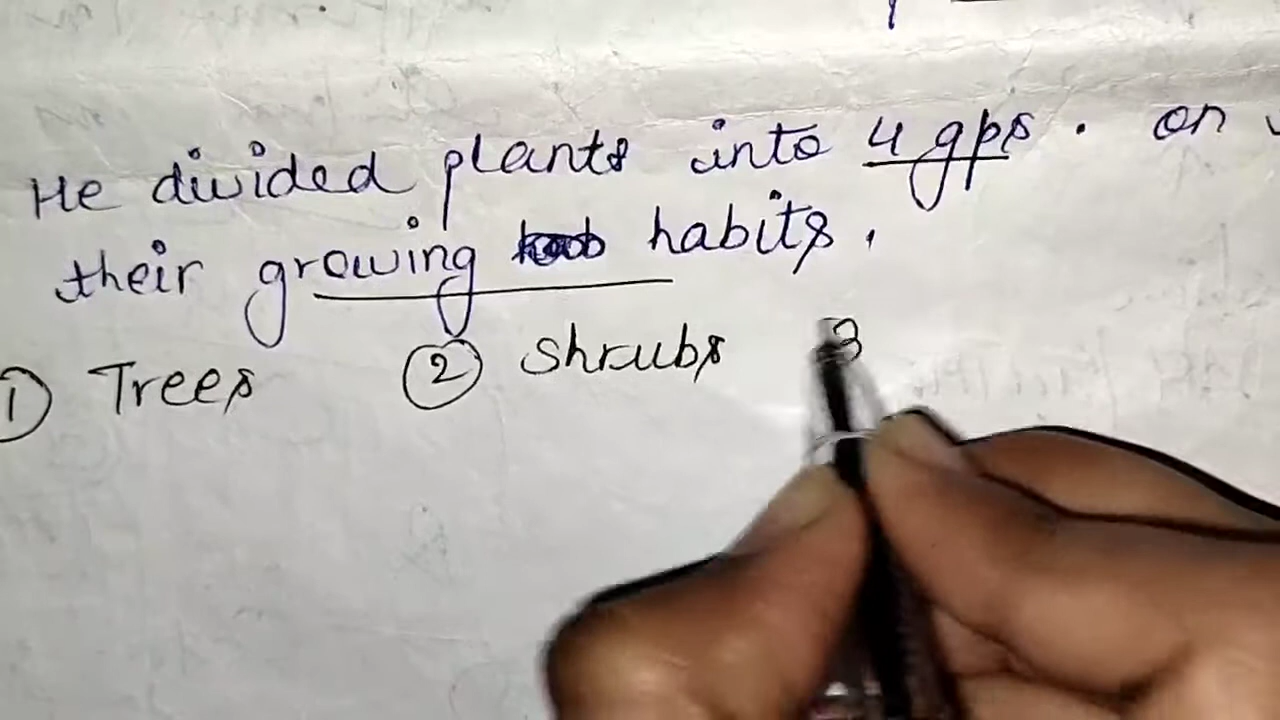 He divided plants into 4 gps. on
their growing habits.
① Trees ② Shrubs 3